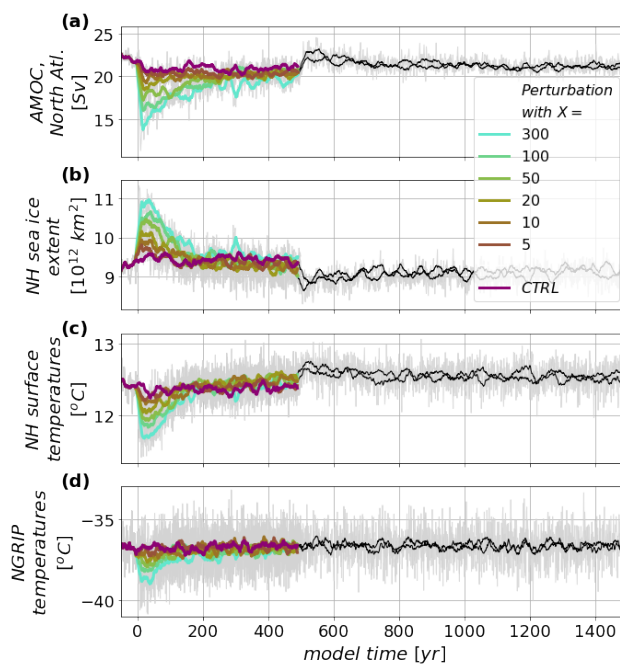 (a)
AMOC,
North Atl.
[Sv]
25
20
15
Perturbation
with X =
300
100
50
20
10
5
CTRL
(b)
NH sea ice
extent
[10¹² km²]
11
10
9
(c)
NH surface
temperatures
[°C]
13
12
(d)
NGRIP
temperatures
[°C]
−35
−40
0 200 400 600 800 1000 1200 1400
model time [yr]